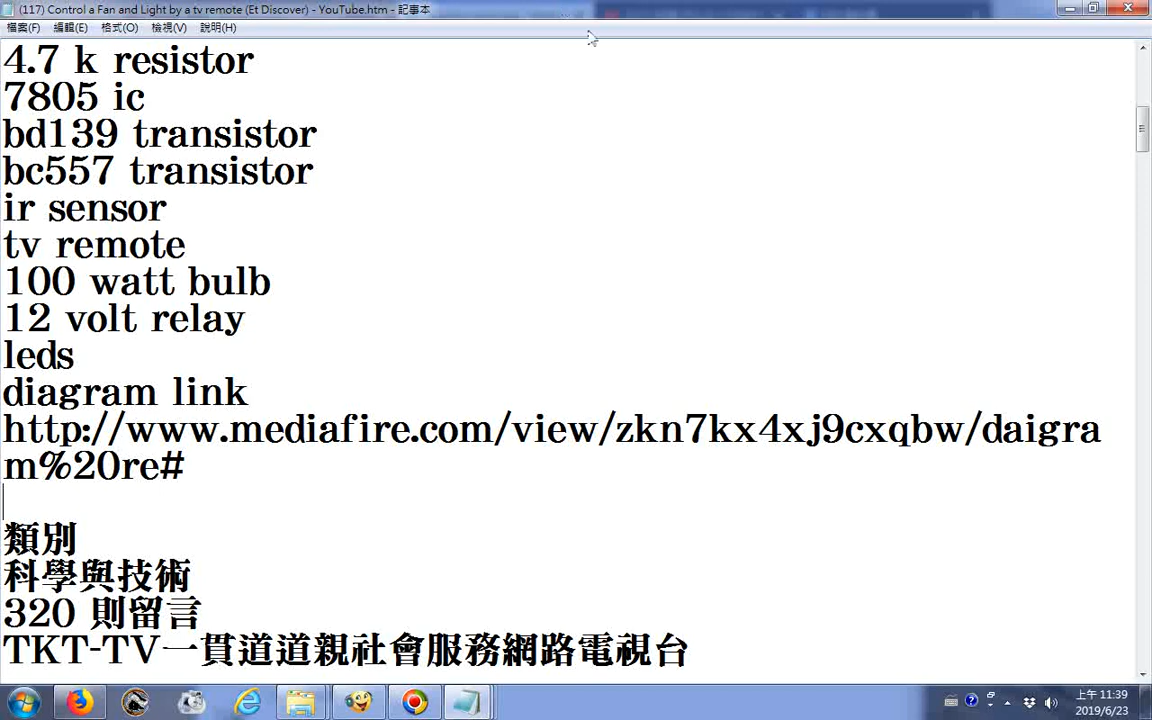 (117) Control a Fan and Light by a tv remote (Et Discover) - YouTube.htm - 記事本
檔案(F) 編輯(E) 格式(O) 檢視(V) 說明(H)
4.7 k resistor
7805 ic
bd139 transistor
bc557 transistor
ir sensor
tv remote
100 watt bulb
12 volt relay
leds
diagram link
http://www.mediafire.com/view/zkn7kx4xj9cxqbw/daigra
m%20re#
類別
科學與技術
320 則留言
TKT-TV一貫道道親社會服務網路電視台
上午 11:39
2019/6/23